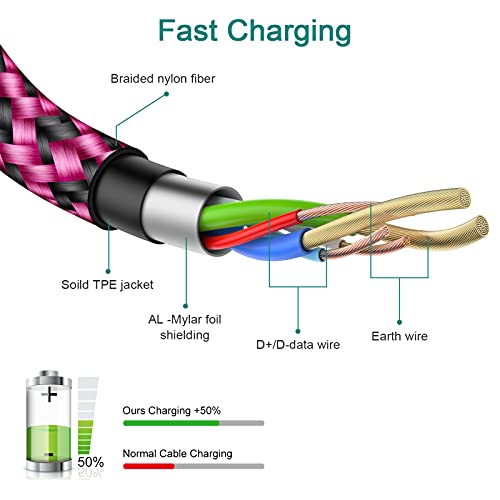 Fast Charging
Braided nylon fiber
Soild TPE jacket
AL -Mylar foil
shielding
D+/D-data wire
Earth wire
50%
Ours Charging +50%
Normal Cable Charging